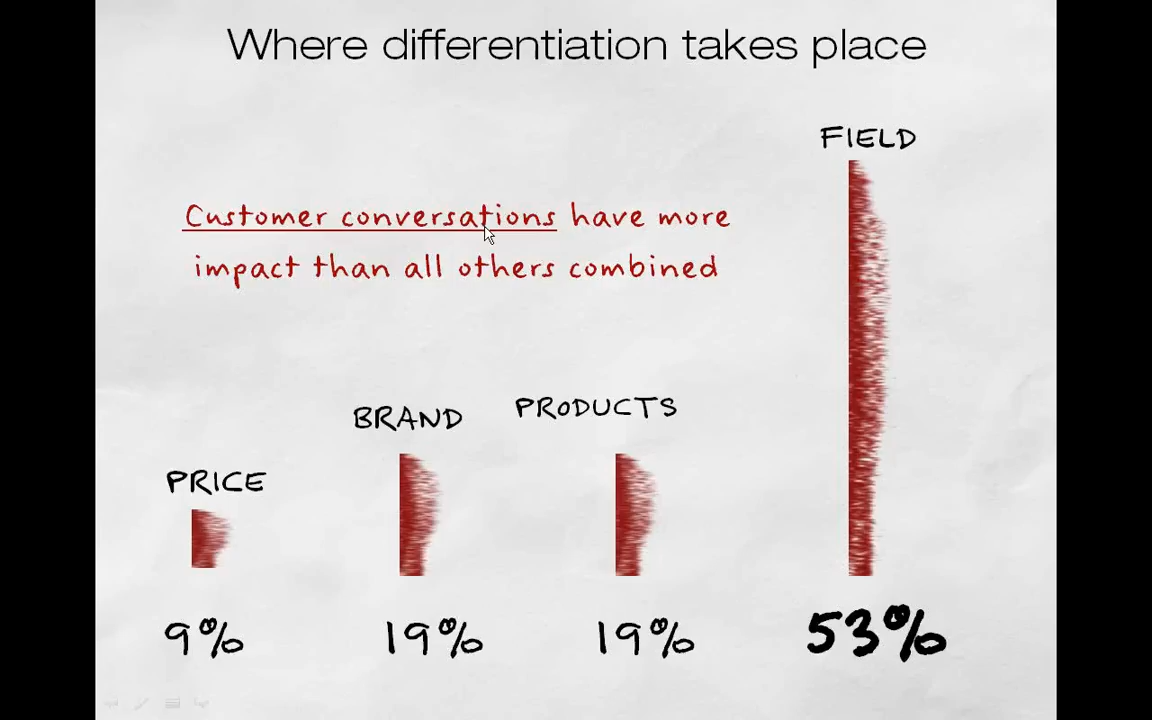 Where differentiation takes place
FIELD
Customer conversations have more
impact than all others combined
BRAND
PRODUCTS
PRICE
9%
19%
19%
53%